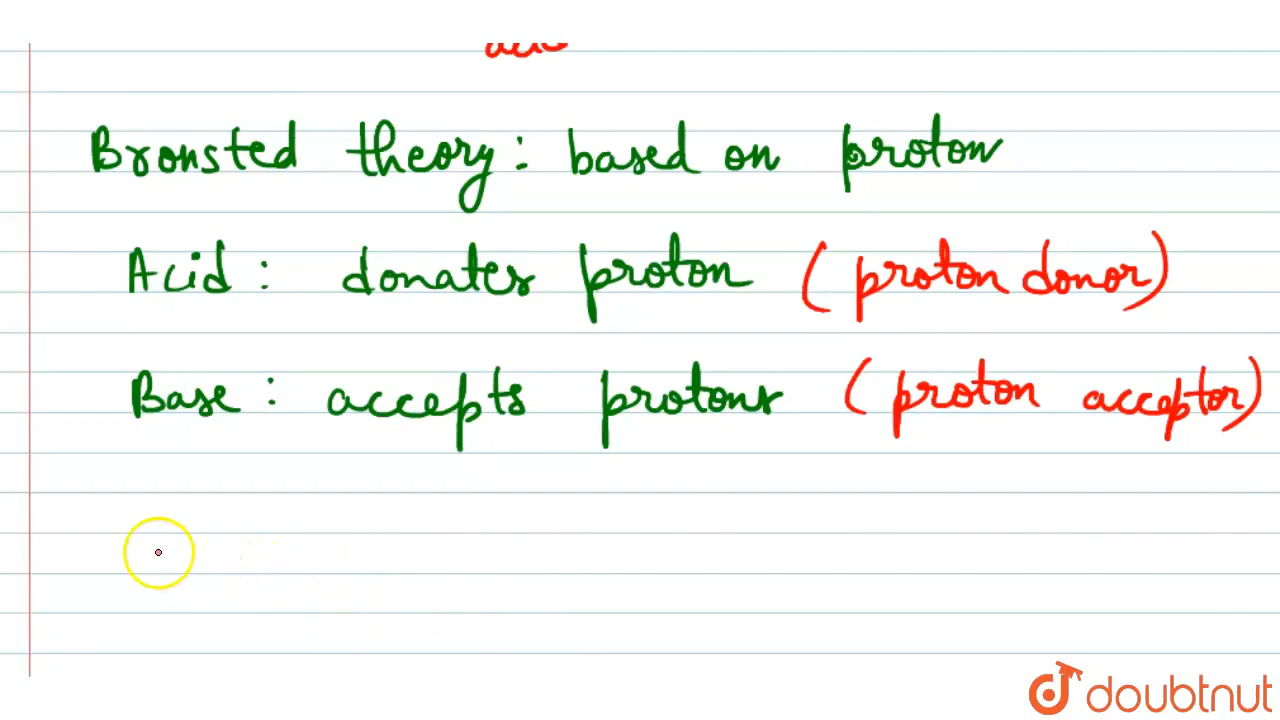 Bronsted theory: based on proton
Acid: donates proton (proton donor)
Base: accepts protons (proton acceptor)
doubtnut